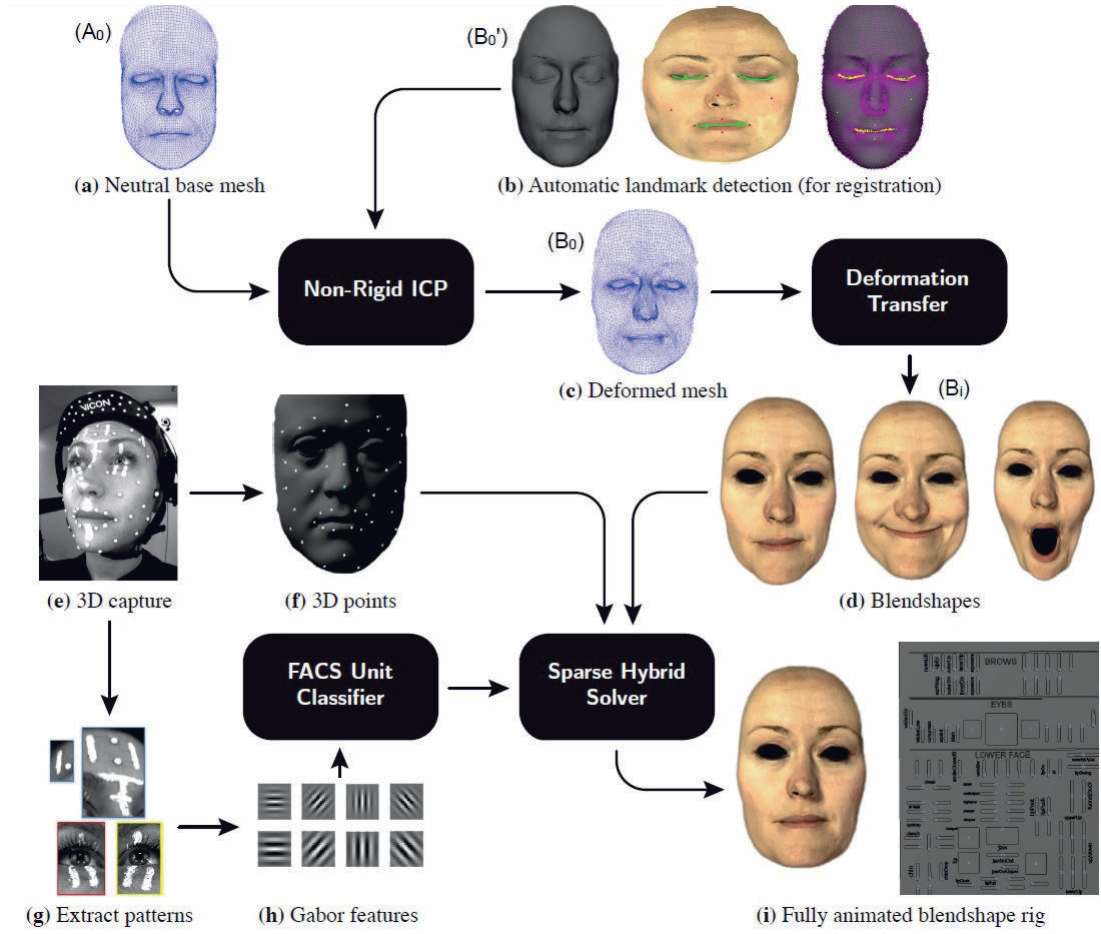 (A₀)
(B₀')
(a) Neutral base mesh
(b) Automatic landmark detection (for registration)
(B₀)
Non-Rigid ICP
Deformation
Transfer
(c) Deformed mesh
(Bᵢ)
VICON
(e) 3D capture
(f) 3D points
(d) Blendshapes
FACS Unit
Classifier
Sparse Hybrid
Solver
BROWS
EYES
LOWER FACE
(g) Extract patterns
(h) Gabor features
(i) Fully animated blendshape rig